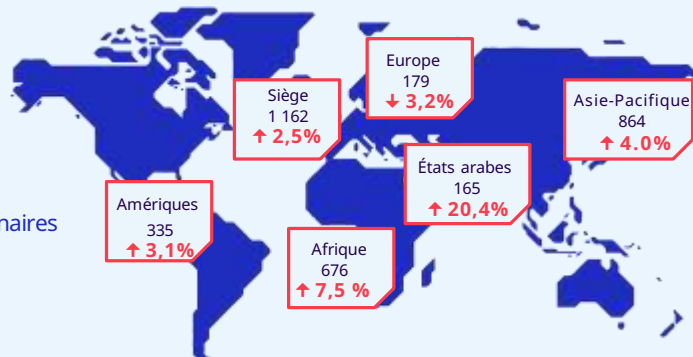 Europe
179
↓ 3,2%
Siège
1 162
↑ 2,5%
Asie-Pacifique
864
↑ 4.0%
États arabes
165
↑ 20,4%
Amériques
335
↑ 3,1%
naires
Afrique
676
↑ 7,5 %